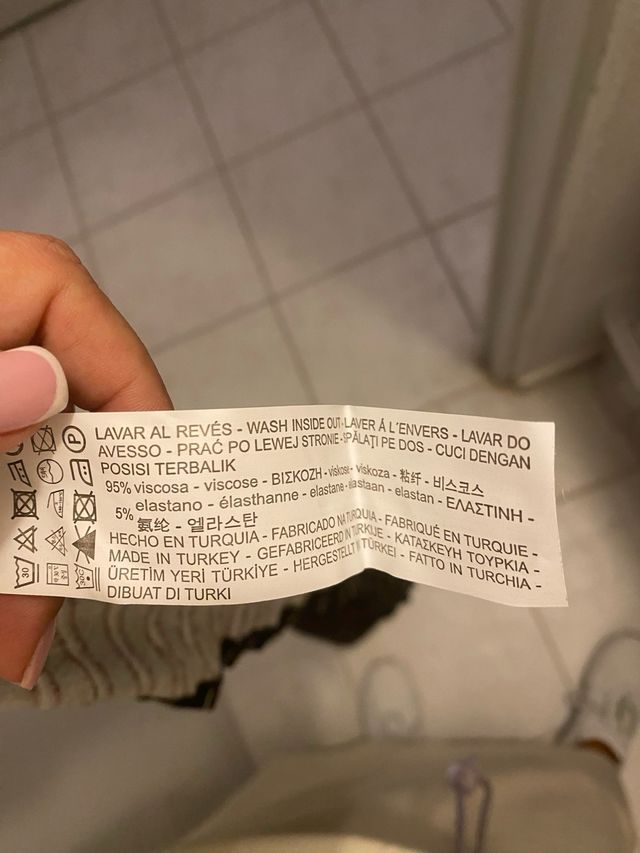 LAVAR AL REVÉS - WASH INSIDE OUT-LAVER Á L'ENVERS - LAVAR DO
AVESSO - PRAĆ PO LEWEJ STRONIE -SPĂLAŢI PE DOS - CUCI DENGAN
POSISI TERBALIK
95% viscosa - viscose - ΒΙΣΚΟΖΗ - viskose - viskoza - 粘纤 - 비스코스
5% elastano - élasthanne - elastane - elastaan - elastan - ΕΛΑΣΤΙΝΗ -
氨纶 - 엘라스탄
HECHO EN TURQUIA - FABRICADO NA TURQUIA - FABRIQUÉ EN TURQUIE -
MADE IN TURKEY - GEFABRICEERD IN TURKIJE - ΚΑΤΑΣΚΕΥΗ ΤΟΥΡΚΙΑ -
ÜRETİM YERİ TÜRKİYE - HERGESTELLT IN TÜRKEI - FATTO IN TURCHIA -
DIBUAT DI TURKI
P
30